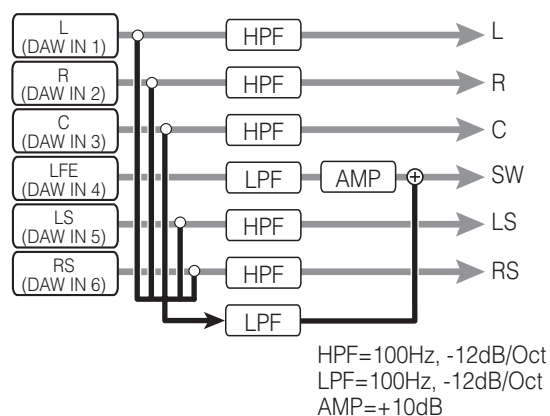 L
(DAW IN 1)
HPF
L
R
(DAW IN 2)
HPF
R
C
(DAW IN 3)
HPF
C
LFE
(DAW IN 4)
LPF
AMP
SW
LS
(DAW IN 5)
HPF
LS
RS
(DAW IN 6)
HPF
RS
LPF
HPF=100Hz, -12dB/Oct
LPF=100Hz, -12dB/Oct
AMP=+10dB